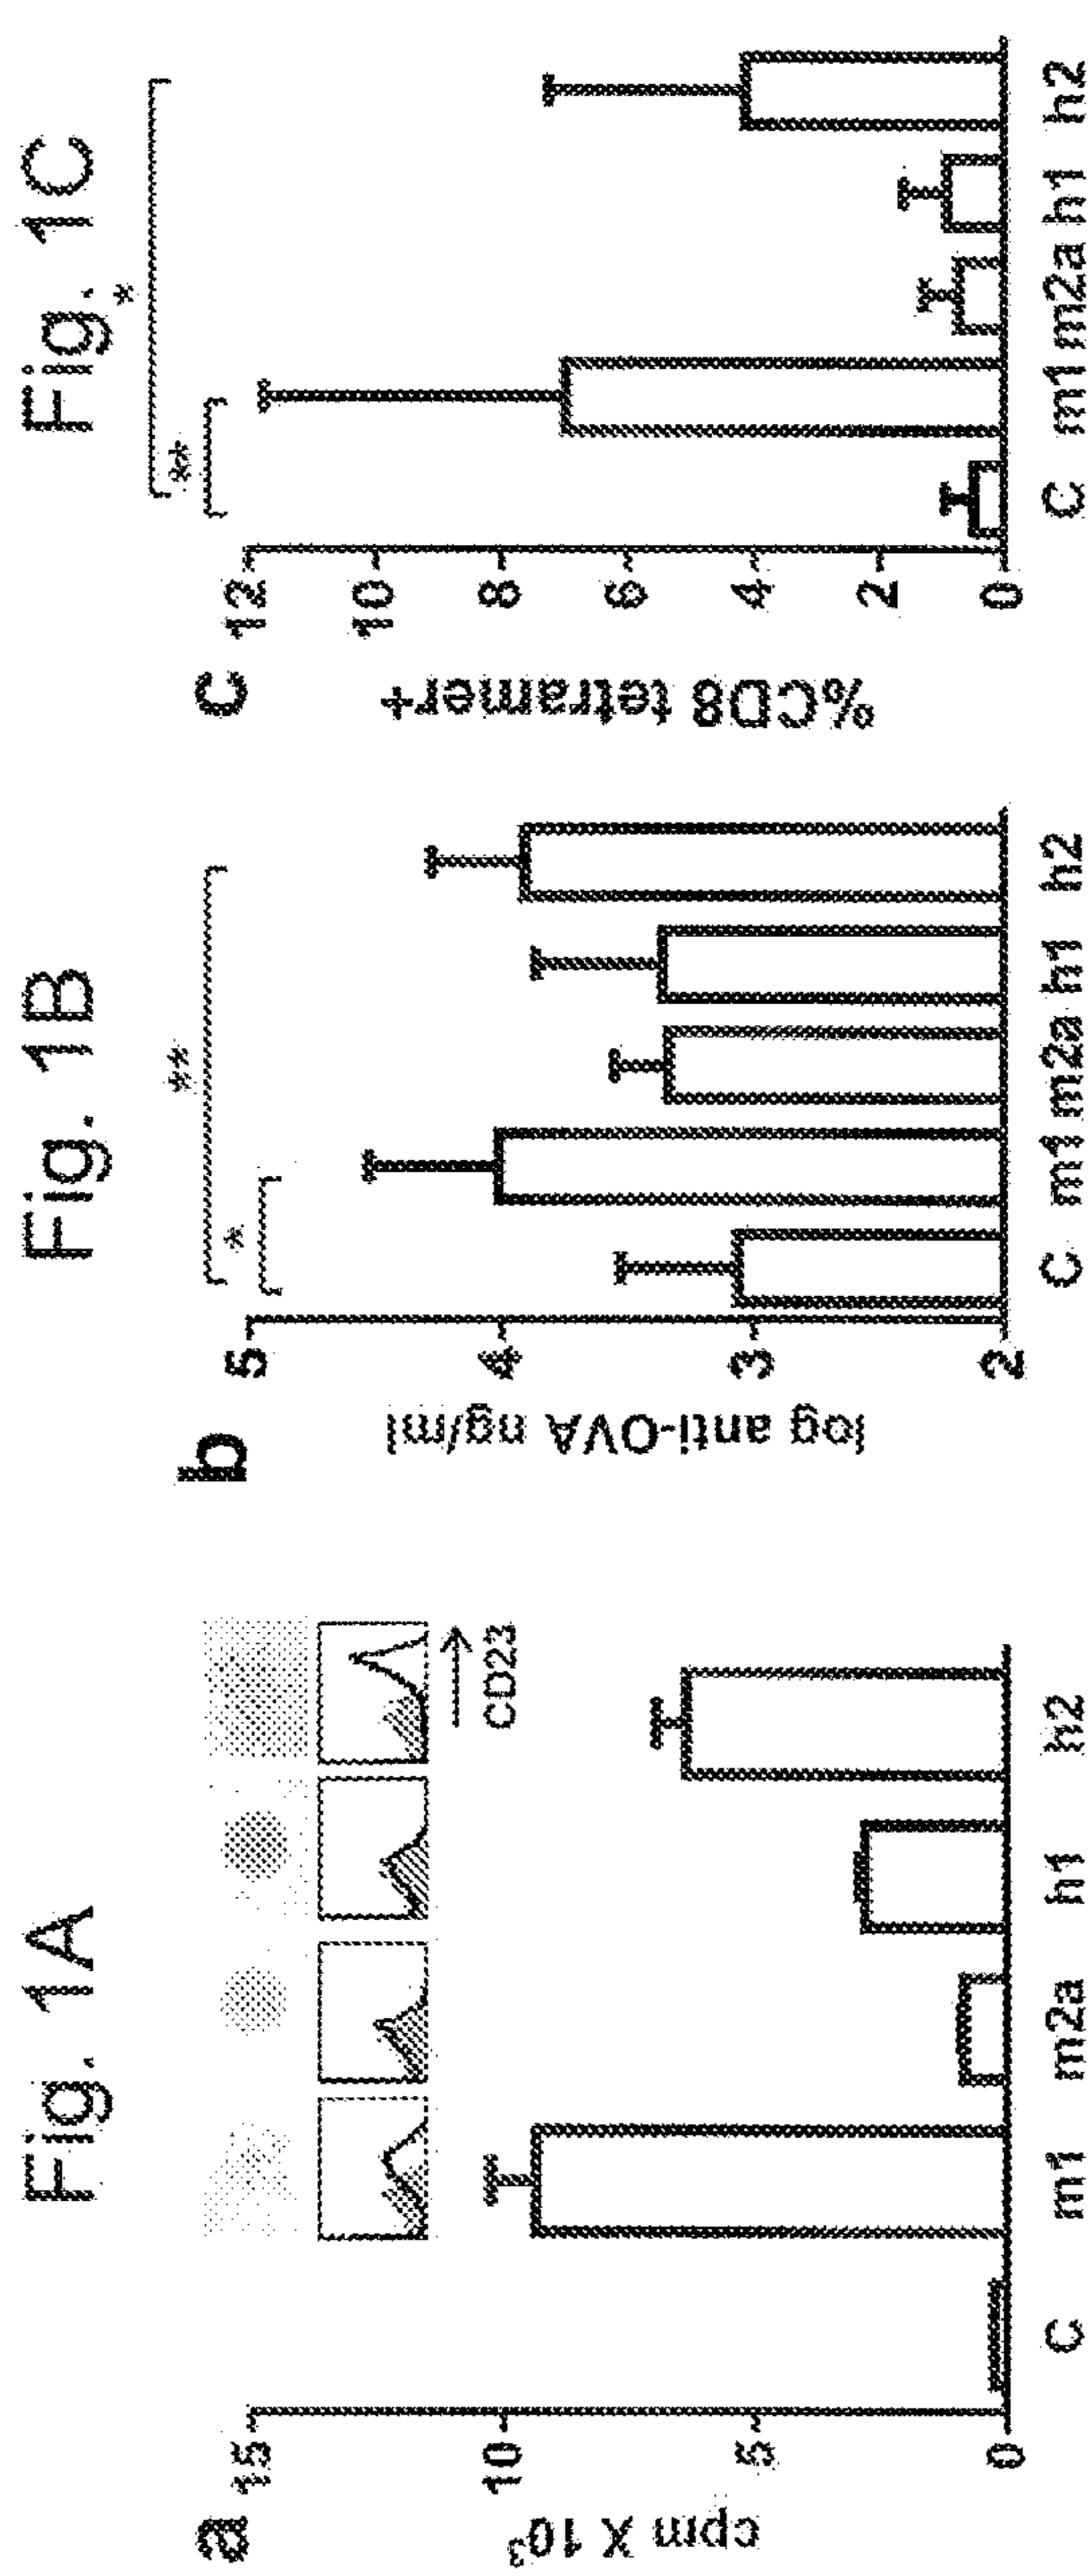 Fig. 1A
a
cpm X 10³
15
10
5
0
CD23
C m1 m2a h1 h2
Fig. 1B
b
log anti-OVA ng/ml
5
4
3
2
**
*
C m1 m2a h1 h2
Fig. 1C
c
%CD8 tetramer+
12
10
8
6
4
2
0
*
**
C m1 m2a h1 h2